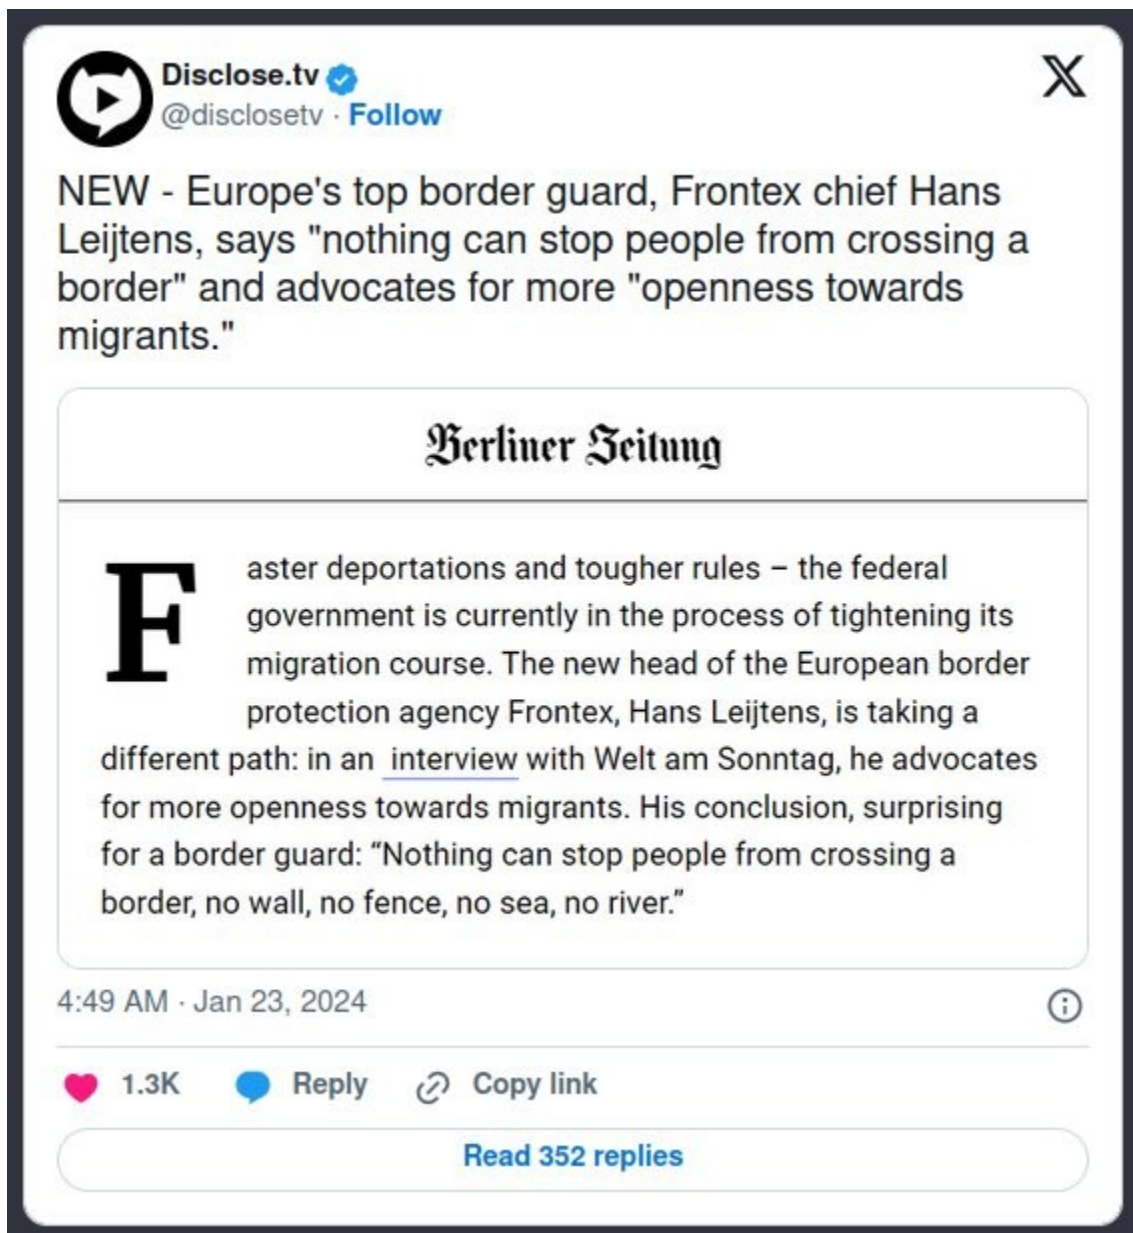 Disclose.tv
@disclosetv · Follow
NEW - Europe's top border guard, Frontex chief Hans
Leijtens, says "nothing can stop people from crossing a
border" and advocates for more "openness towards
migrants."
Berliner Zeitung
Faster deportations and tougher rules – the federal
government is currently in the process of tightening its
migration course. The new head of the European border
protection agency Frontex, Hans Leijtens, is taking a
different path: in an interview with Welt am Sonntag, he advocates
for more openness towards migrants. His conclusion, surprising
for a border guard: “Nothing can stop people from crossing a
border, no wall, no fence, no sea, no river.”
4:49 AM · Jan 23, 2024
1.3K Reply Copy link
Read 352 replies